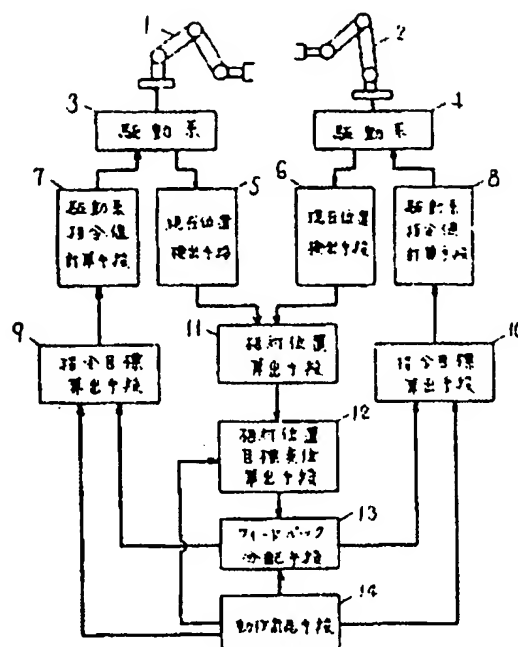 1
2
3
4
駆動系
駆動系
7
5
6
8
駆動系
指令値
計算手段
現在位置
検出手段
現在位置
検出手段
駆動系
指令値
計算手段
9
11
10
指令目標
算出手段
相対位置
算出手段
指令目標
算出手段
12
相対位置
目標変位
算出手段
13
フィードバック
分配手段
14
動作統括手段